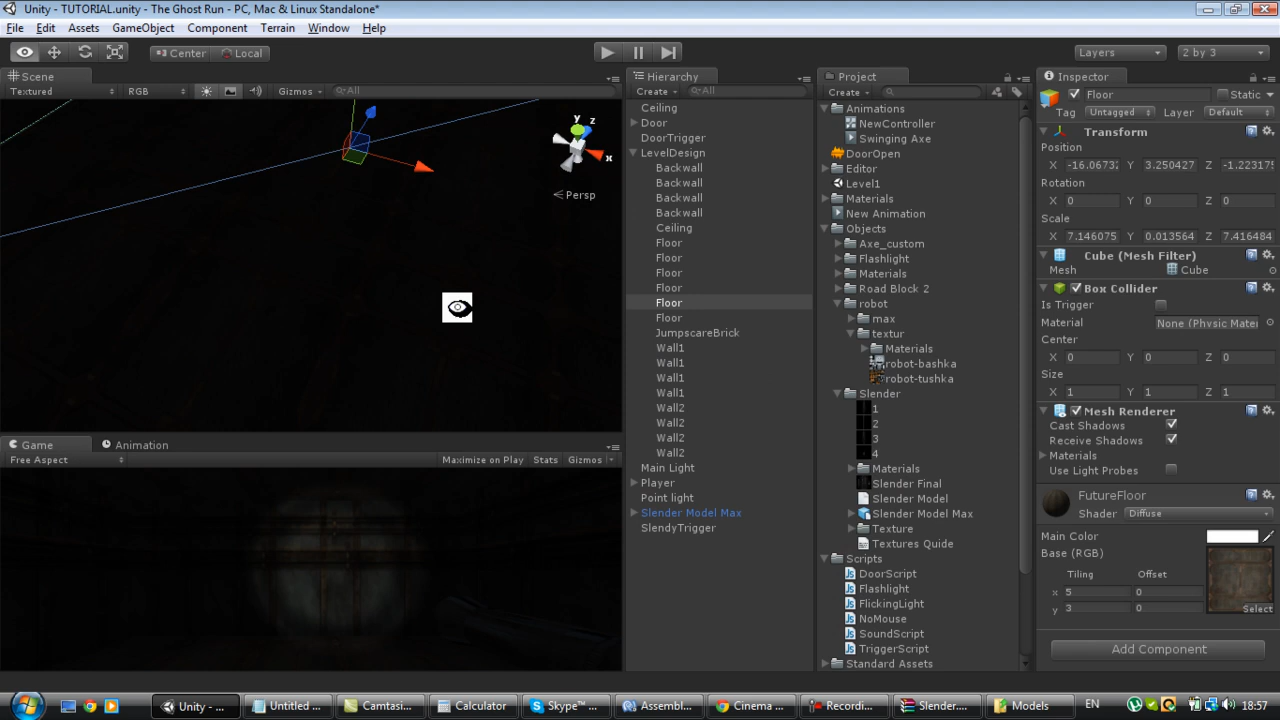 Unity - TUTORIAL.unity - The Ghost Run - PC, Mac & Linux Standalone*
File Edit Assets GameObject Component Terrain Window Help
Center Local Layers 2 by 3
Scene
Textured RGB Gizmos All
y z x
Persp
Game Animation
Free Aspect Maximize on Play Stats Gizmos
Hierarchy
Create All
Ceiling
Door
DoorTrigger
LevelDesign
Backwall
Backwall
Backwall
Backwall
Ceiling
Floor
Floor
Floor
Floor
Floor
Floor
JumpscareBrick
Wall1
Wall1
Wall1
Wall1
Wall2
Wall2
Wall2
Wall2
Main Light
Player
Point light
Slender Model Max
SlendyTrigger
Project
Create
Animations
NewController
Swinging Axe
DoorOpen
Editor
Level1
Materials
New Animation
Objects
Axe_custom
Flashlight
Materials
Road Block 2
robot
max
textur
Materials
robot-bashka
robot-tushka
Slender
1
2
3
4
Materials
Slender Final
Slender Model
Slender Model Max
Texture
Textures Quide
Scripts
DoorScript
Flashlight
FlickingLight
NoMouse
SoundScript
TriggerScript
Standard Assets
Inspector
Floor Static
Tag Untagged Layer Default
Transform
Position
X -16.0673 Y 3.250427 Z -1.223175
Rotation
X 0 Y 0 Z 0
Scale
X 7.146075 Y 0.013564 Z 7.416484
Cube (Mesh Filter)
Mesh Cube
Box Collider
Is Trigger
Material None (Physic Mater
Center
X 0 Y 0 Z 0
Size
X 1 Y 1 Z 1
Mesh Renderer
Cast Shadows
Receive Shadows
Materials
Use Light Probes
FutureFloor
Shader Diffuse
Main Color
Base (RGB)
Tiling Offset
x 5 0
y 3 0
Select
Add Component
Unity - ... Untitled ... Camtasi... Calculator Skype™ ... Assembl... Cinema ... Recordi... Slender.... Models EN 18:57